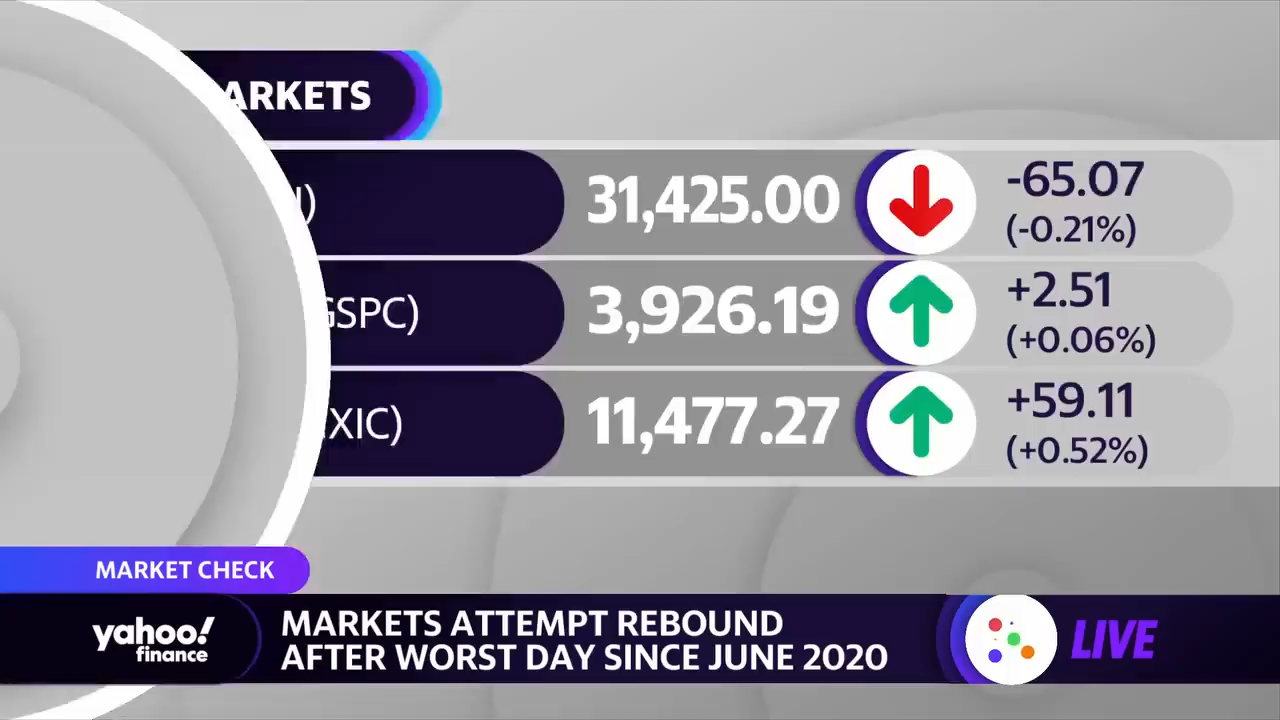 ARKETS
31,425.00
-65.07
(-0.21%)
GSPC)
3,926.19
+2.51
(+0.06%)
XIC)
11,477.27
+59.11
(+0.52%)
MARKET CHECK
yahoo!
finance
MARKETS ATTEMPT REBOUND
AFTER WORST DAY SINCE JUNE 2020
LIVE